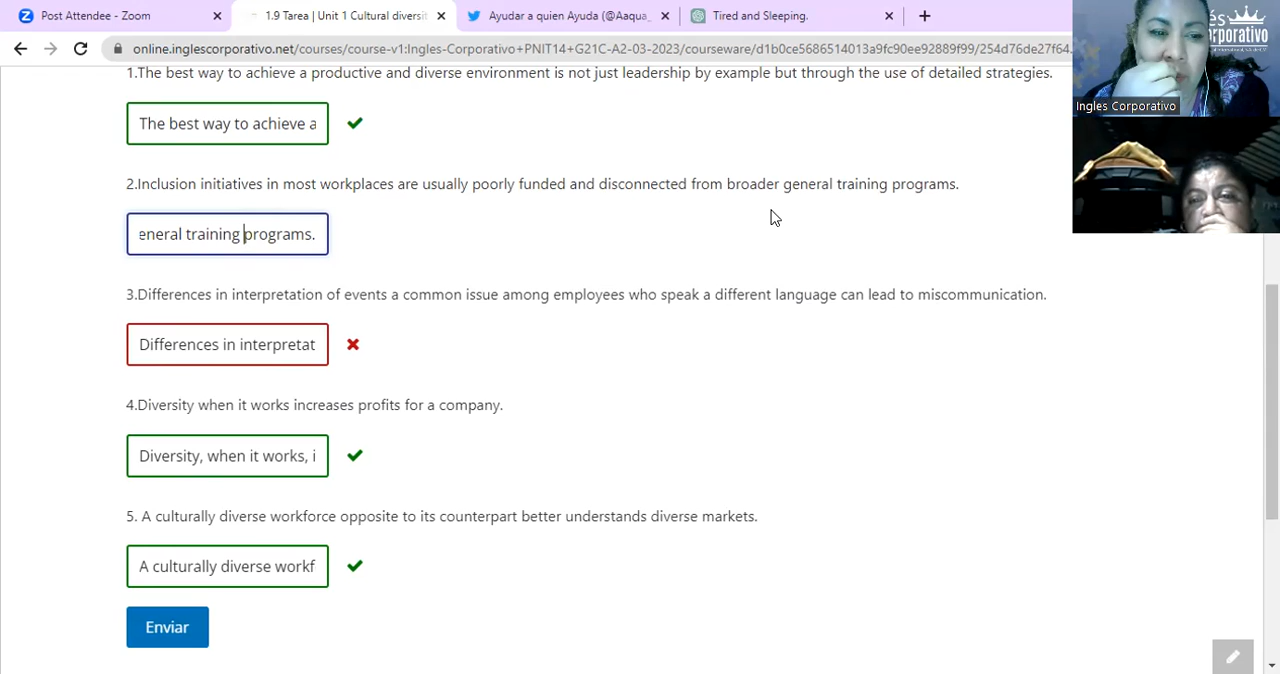 Post Attendee - Zoom
1.9 Tarea | Unit 1 Cultural diversit
Ayudar a quien Ayuda (@Aaqua_
Tired and Sleeping.
online.inglescorporativo.net/courses/course-v1:Ingles-Corporativo+PNIT14+G21C-A2-03-2023/courseware/d1b0ce5686514013a9fc90ee92889f99/254d76de27f64.
és
orporativo
Ingles Corporativo
1.The best way to achieve a productive and diverse environment is not just leadership by example but through the use of detailed strategies.
The best way to achieve a
2.Inclusion initiatives in most workplaces are usually poorly funded and disconnected from broader general training programs.
eneral training programs.
3.Differences in interpretation of events a common issue among employees who speak a different language can lead to miscommunication.
Differences in interpretat
4.Diversity when it works increases profits for a company.
Diversity, when it works, i
5. A culturally diverse workforce opposite to its counterpart better understands diverse markets.
A culturally diverse workf
Enviar